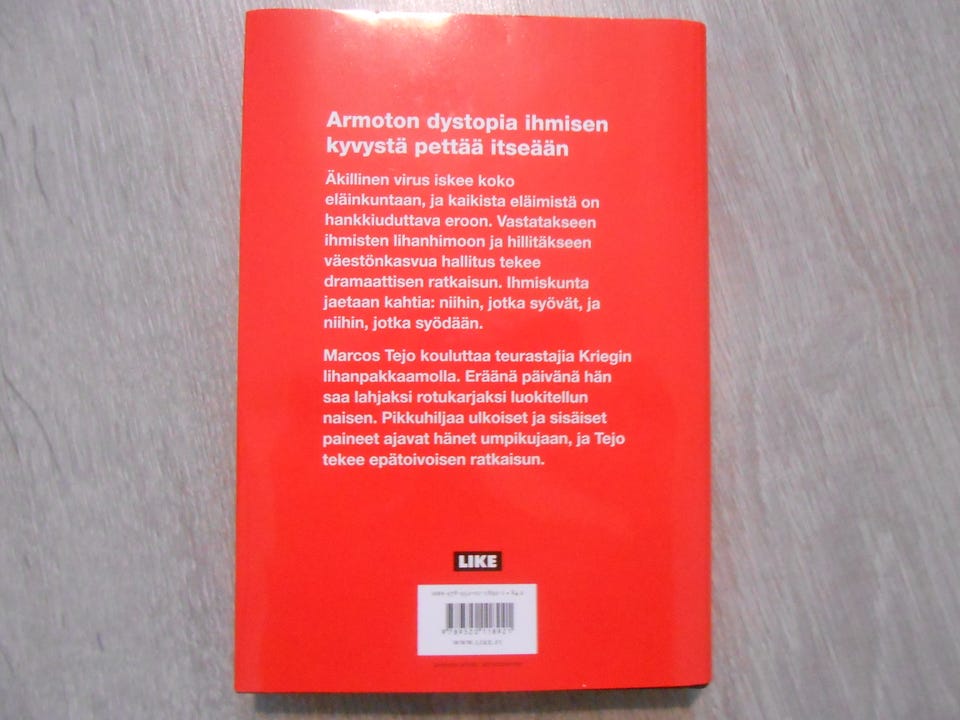 Armoton dystopia ihmisen
kyvystä pettää itseään
Äkillinen virus iskee koko
eläinkuntaan, ja kaikista eläimistä on
hankkiuduttava eroon. Vastatakseen
ihmisten lihanhimoon ja hillitäkseen
väestönkasvua hallitus tekee
dramaattisen ratkaisun. Ihmiskunta
jaetaan kahtia: niihin, jotka syövät, ja
niihin, jotka syödään.
Marcos Tejo kouluttaa teurastajia Kriegin
lihanpakkaamolla. Eräänä päivänä hän
saa lahjaksi rotukarjaksi luokitellun
naisen. Pikkuhiljaa ulkoiset ja sisäiset
paineet ajavat hänet umpikujaan, ja Tejo
tekee epätoivoisen ratkaisun.
LIKE
9 789520 118921